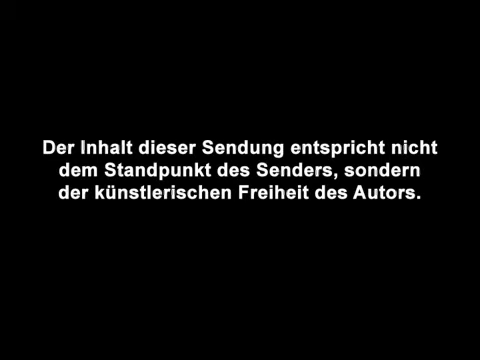 Der Inhalt dieser Sendung entspricht nicht
dem Standpunkt des Senders, sondern
der künstlerischen Freiheit des Autors.